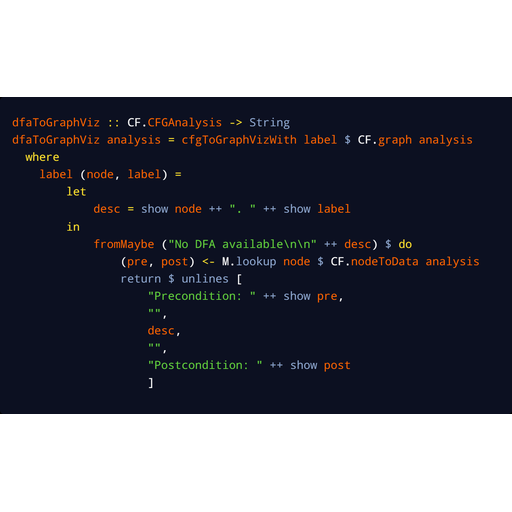 dfaToGraphViz :: CF.CFGAnalysis -> String
dfaToGraphViz analysis = cfgToGraphVizWith label $ CF.graph analysis
  where
    label (node, label) =
        let
            desc = show node ++ ". " ++ show label
        in
            fromMaybe ("No DFA available\n\n" ++ desc) $ do
                (pre, post) <- M.lookup node $ CF.nodeToData analysis
                return $ unlines [
                    "Precondition: " ++ show pre,
                    "",
                    desc,
                    "",
                    "Postcondition: " ++ show post
                    ]